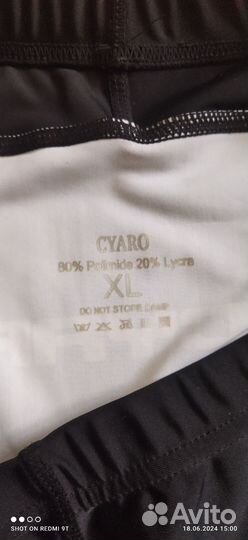 CYARO
80% Polimide 20% Lycra
XL
DO NOT STORE DAMP
SHOT ON REDMI 9T
18.06.2024 15:00
Avito